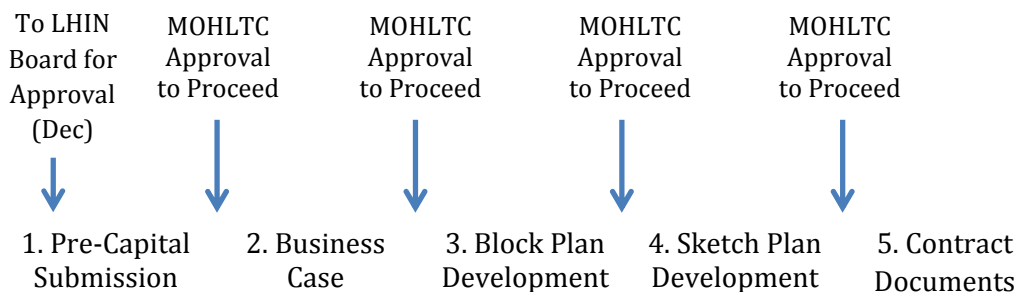 To LHIN
Board for
Approval
(Dec)
MOHLTC
Approval
to Proceed
MOHLTC
Approval
to Proceed
MOHLTC
Approval
to Proceed
MOHLTC
Approval
to Proceed
1. Pre-Capital
Submission
2. Business
Case
3. Block Plan
Development
4. Sketch Plan
Development
5. Contract
Documents